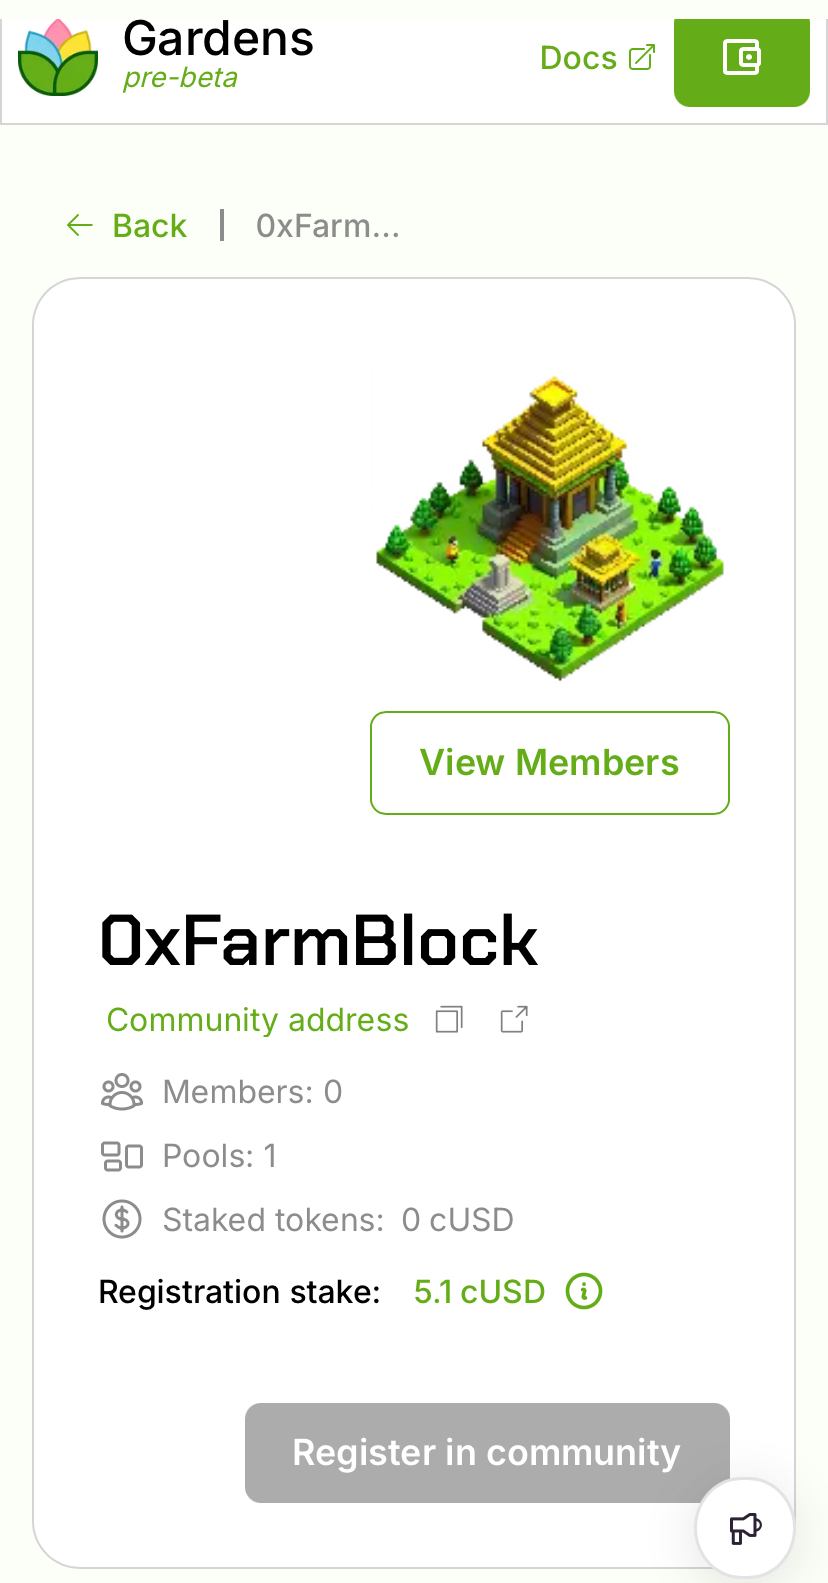 Gardens
pre-beta
Docs
Back | 0xFarm...
View Members
0xFarmBlock
Community address
Members: 0
Pools: 1
Staked tokens: 0 cUSD
Registration stake: 5.1 cUSD
Register in community